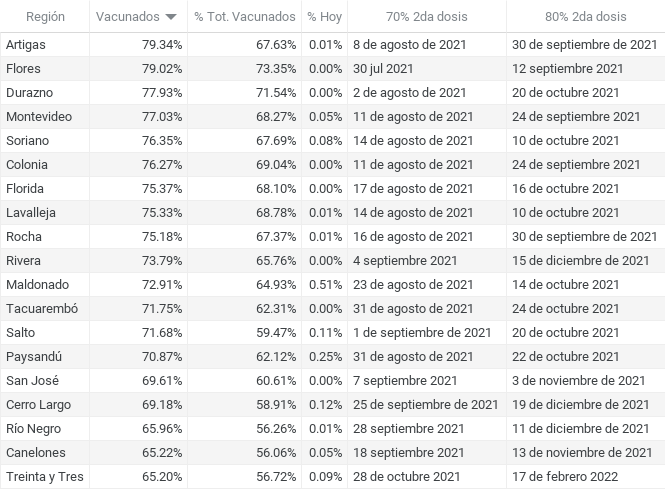 Región Vacunados % Tot. Vacunados % Hoy 70% 2da dosis 80% 2da dosis
Artigas 79.34% 67.63% 0.01% 8 de agosto de 2021 30 de septiembre de 2021
Flores 79.02% 73.35% 0.00% 30 jul 2021 12 septiembre 2021
Durazno 77.93% 71.54% 0.00% 2 de agosto de 2021 20 de octubre 2021
Montevideo 77.03% 68.27% 0.05% 11 de agosto de 2021 24 de septiembre 2021
Soriano 76.35% 67.69% 0.08% 14 de agosto de 2021 10 de octubre 2021
Colonia 76.27% 69.04% 0.00% 11 de agosto de 2021 24 de septiembre 2021
Florida 75.37% 68.10% 0.00% 17 de agosto de 2021 16 de octubre 2021
Lavalleja 75.33% 68.78% 0.01% 14 de agosto de 2021 10 de octubre 2021
Rocha 75.18% 67.37% 0.01% 16 de agosto de 2021 30 de septiembre de 2021
Rivera 73.79% 65.76% 0.00% 4 septiembre 2021 15 de diciembre de 2021
Maldonado 72.91% 64.93% 0.51% 23 de agosto de 2021 14 de octubre 2021
Tacuarembó 71.75% 62.31% 0.00% 31 de agosto de 2021 24 de octubre 2021
Salto 71.68% 59.47% 0.11% 1 de septiembre de 2021 20 de octubre 2021
Paysandú 70.87% 62.12% 0.25% 31 de agosto de 2021 22 de octubre 2021
San José 69.61% 60.61% 0.00% 7 septiembre 2021 3 de noviembre de 2021
Cerro Largo 69.18% 58.91% 0.12% 25 de septiembre de 2021 19 de diciembre de 2021
Río Negro 65.96% 56.26% 0.01% 28 septiembre 2021 11 de diciembre de 2021
Canelones 65.22% 56.06% 0.05% 18 septiembre 2021 13 de noviembre de 2021
Treinta y Tres 65.20% 56.72% 0.09% 28 de octubre 2021 17 de febrero 2022